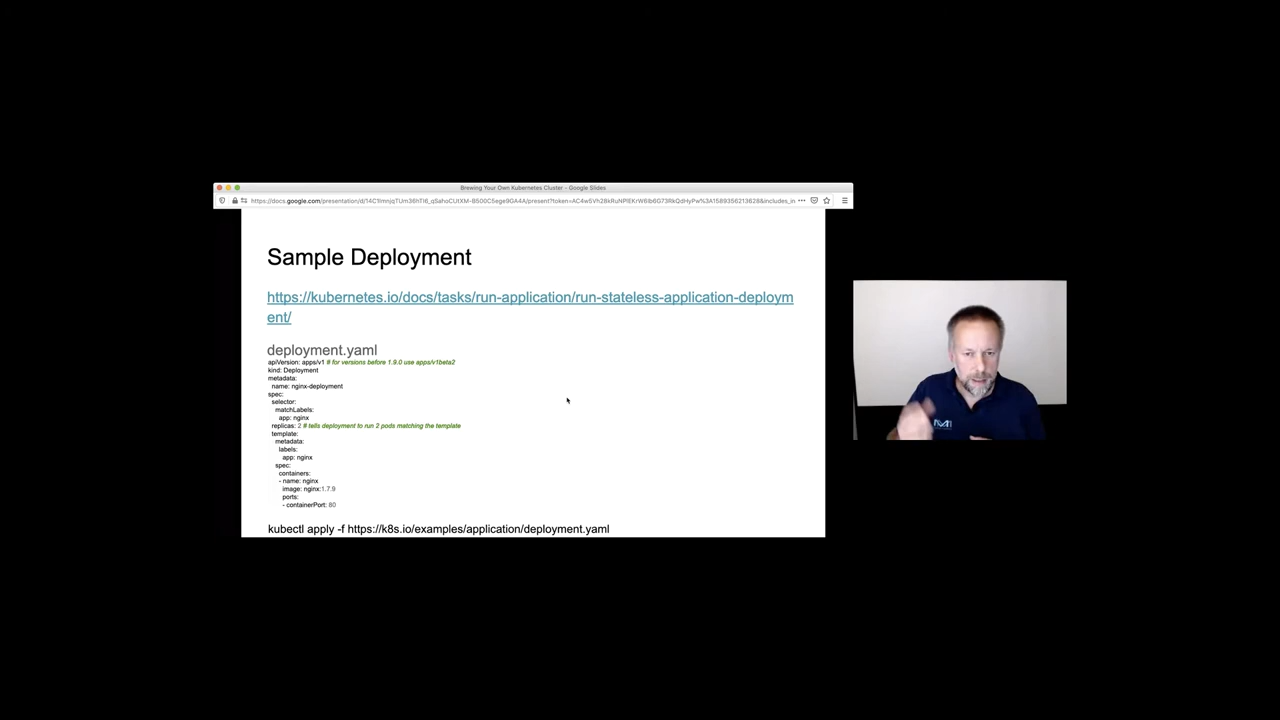 Brewing Your Own Kubernetes Cluster - Google Slides
Sample Deployment
https://kubernetes.io/docs/tasks/run-application/run-stateless-application-deploym
ent/
deployment.yaml
apiVersion: apps/v1 # for versions before 1.9.0 use apps/v1beta2
kind: Deployment
metadata:
  name: nginx-deployment
spec:
  selector:
    matchLabels:
      app: nginx
  replicas: 2 # tells deployment to run 2 pods matching the template
  template:
    metadata:
      labels:
        app: nginx
    spec:
      containers:
      - name: nginx
        image: nginx:1.7.9
        ports:
        - containerPort: 80
kubectl apply -f https://k8s.io/examples/application/deployment.yaml